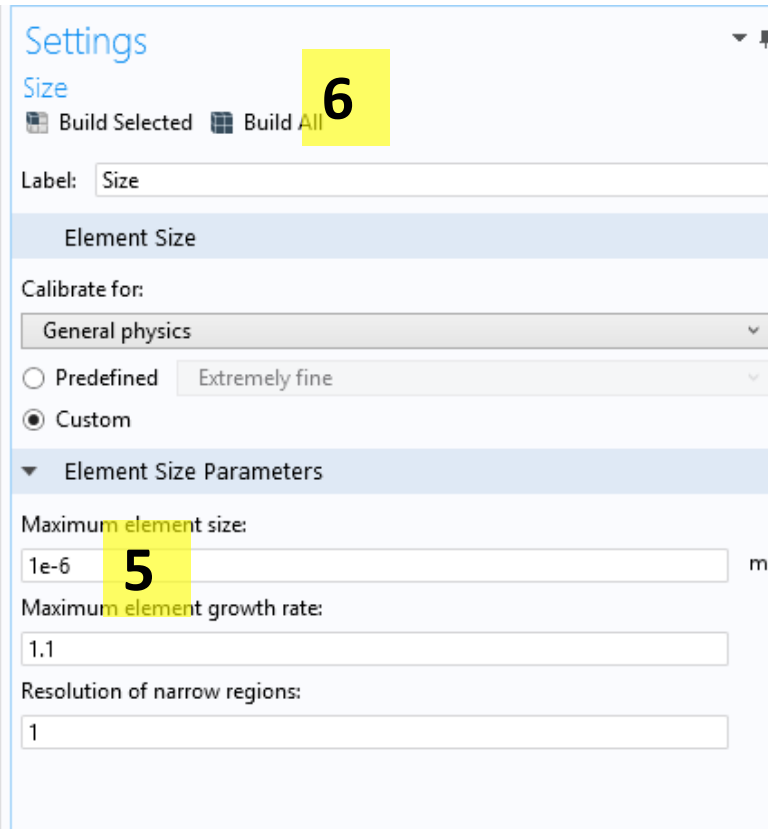 Settings
Size
6
Build Selected Build All
Label: Size
Element Size
Calibrate for:
General physics
Predefined Extremely fine
Custom
Element Size Parameters
Maximum element size:
1e-6 5 m
Maximum element growth rate:
1.1
Resolution of narrow regions:
1